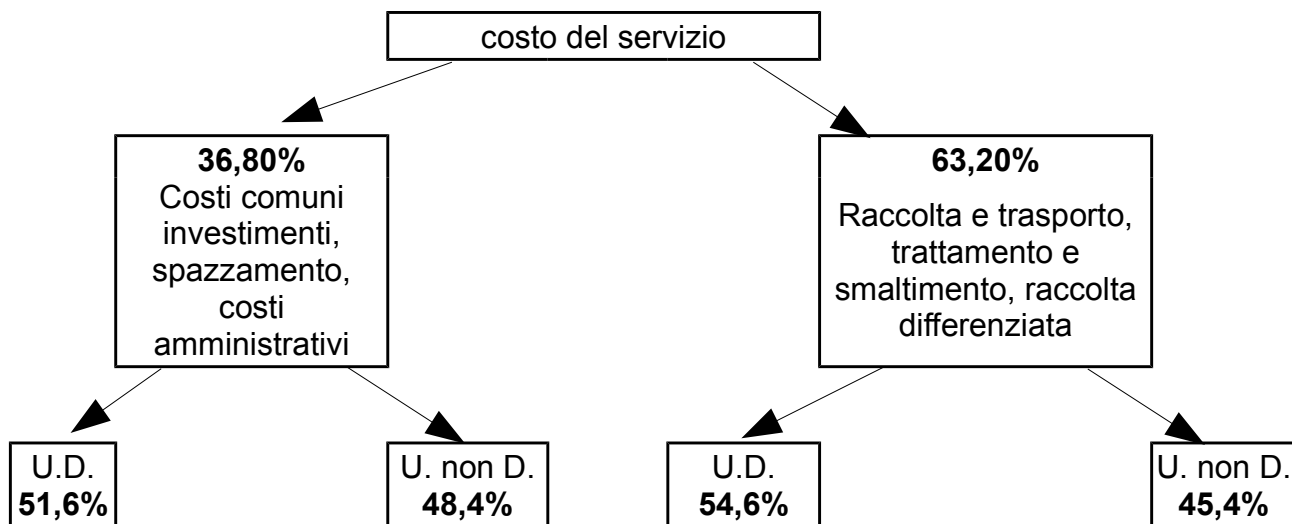 costo del servizio
36,80%
Costi comuni
investimenti,
spazzamento,
costi
amministrativi
63,20%
Raccolta e trasporto,
trattamento e
smaltimento, raccolta
differenziata
U.D.
51,6%
U. non D.
48,4%
U.D.
54,6%
U. non D.
45,4%